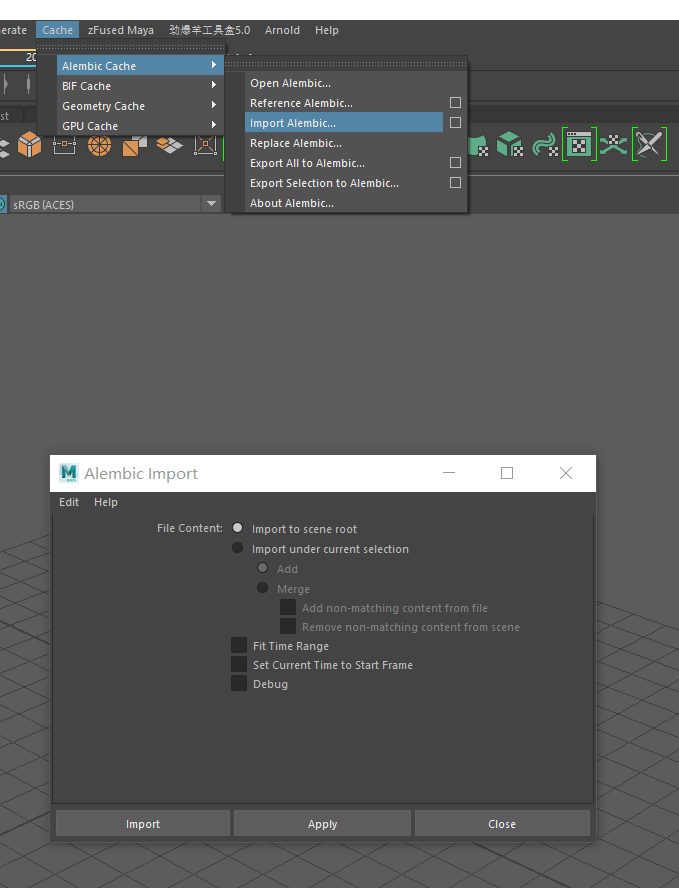 Cache zFused Maya 劲爆羊工具盒5.0 Arnold Help
20
Alembic Cache
BIF Cache
Geometry Cache
GPU Cache
Open Alembic...
Reference Alembic...
Import Alembic...
Replace Alembic...
Export All to Alembic...
Export Selection to Alembic...
About Alembic...
sRGB (ACES)
Alembic Import
Edit Help
File Content: Import to scene root
Import under current selection
Add
Merge
Add non-matching content from file
Remove non-matching content from scene
Fit Time Range
Set Current Time to Start Frame
Debug
Import Apply Close